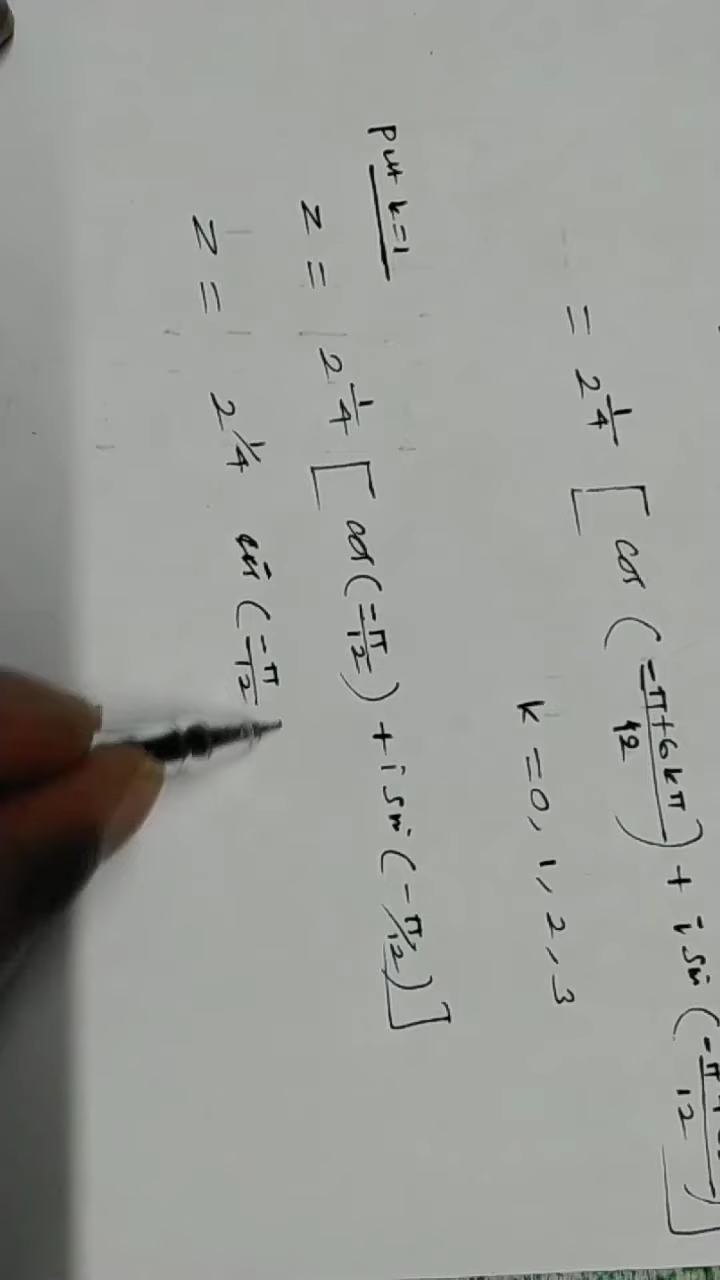 = 2^{1/4} [ cos ( (-π+6kπ)/12 ) + i sin ( (-π+
12 ) ]
k = 0, 1, 2, 3
Put k=1
z = 2^{1/4} [ cos ( -π/12 ) + i sin ( -π/12 ) ]
z = 2^{1/4} cis ( -π/12